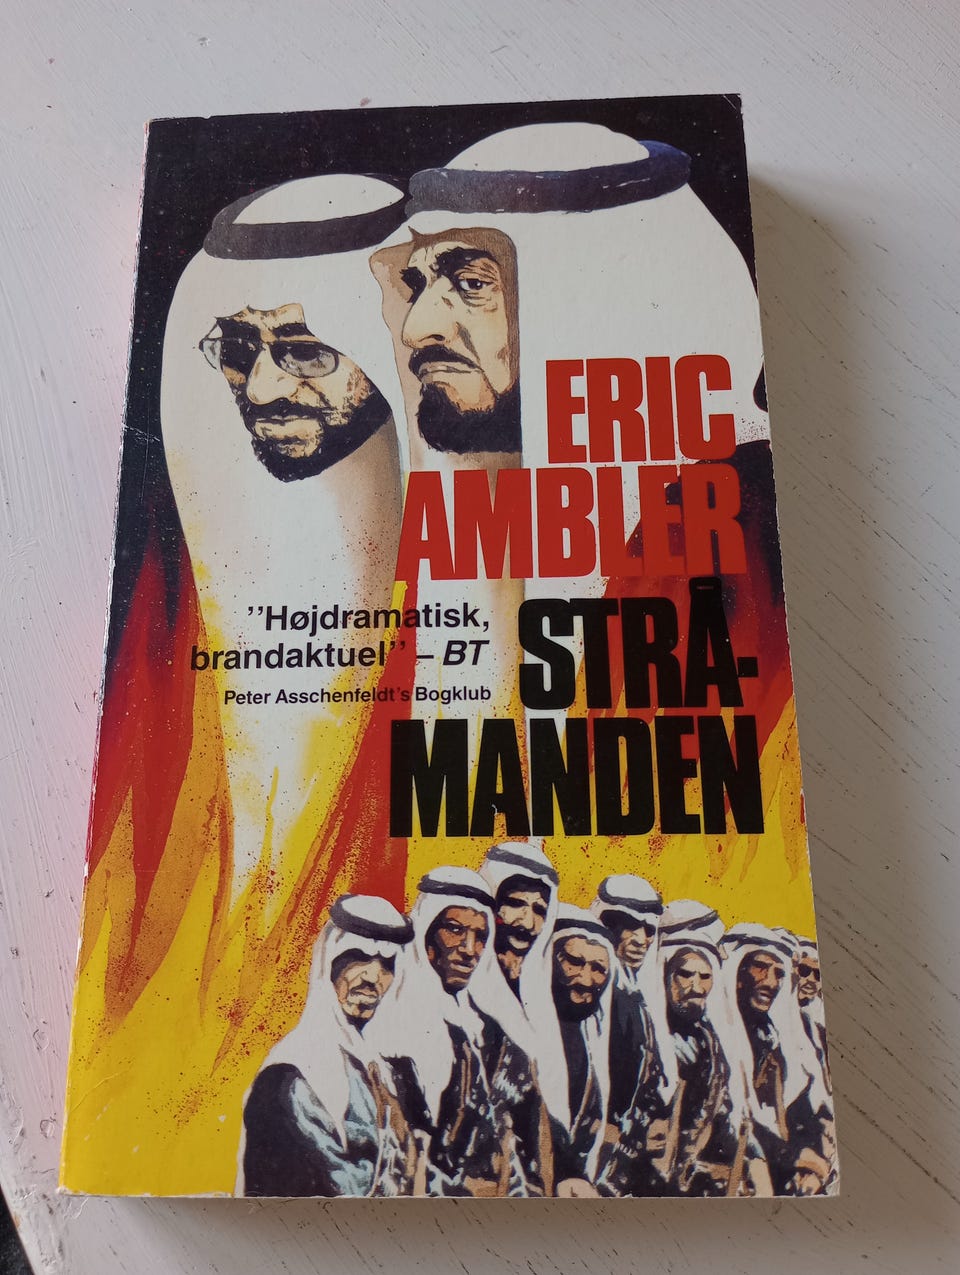 ERIC
AMBLER
"Højdramatisk,
brandaktuel" – BT
Peter Asschenfeldt's Bogklub
STRÅ-
MANDEN